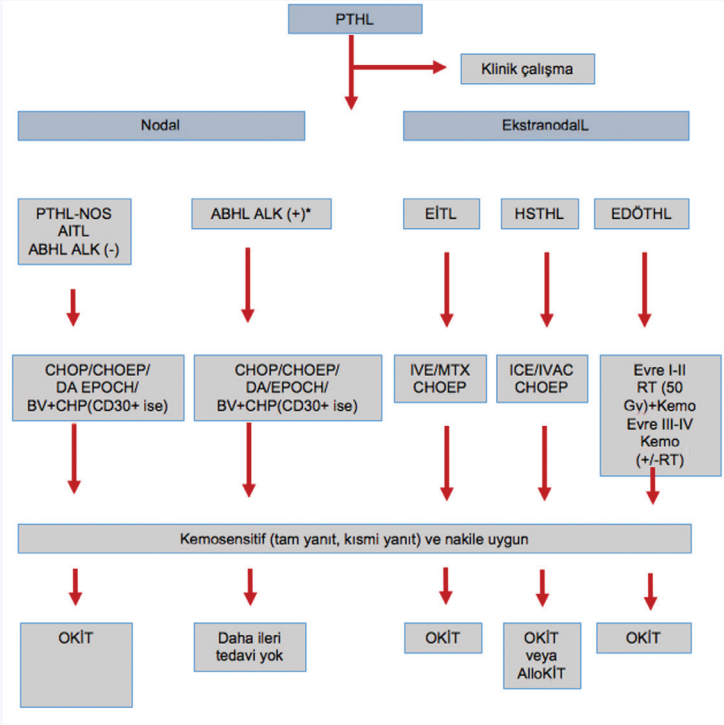 PTHL
Klinik çalışma
Nodal
EkstranodalL
PTHL-NOS
AITL
ABHL ALK (-)
ABHL ALK (+)*
EİTL
HSTHL
EDÖTHL
CHOP/CHOEP/
DA EPOCH/
BV+CHP(CD30+ ise)
CHOP/CHOEP/
DA/EPOCH/
BV+CHP(CD30+ ise)
IVE/MTX
CHOEP
ICE/IVAC
CHOEP
Evre I-II
RT (50
Gv)+Kemo
Evre III-IV
Kemo
(+/-RT)
Kemosensitif (tam yanıt, kısmi yanıt) ve nakile uygun
OKİT
Daha ileri
tedavi yok
OKİT
OKİT
veya
AlloKİT
OKİT